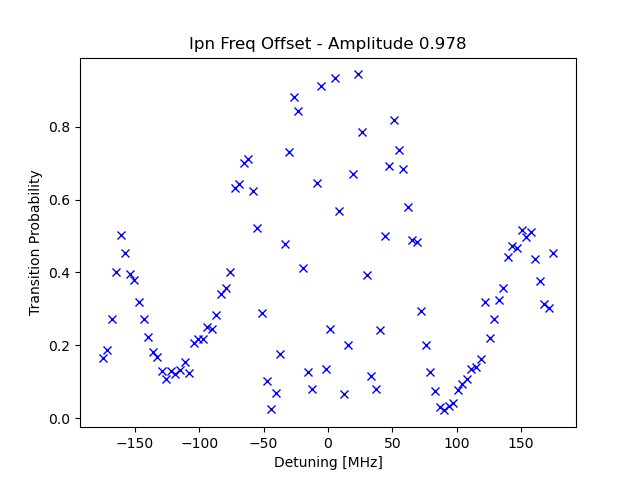 Ipn Freq Offset - Amplitude 0.978
Transition Probability
0.8
0.6
0.4
0.2
0.0
−150 −100 −50 0 50 100 150
Detuning [MHz]